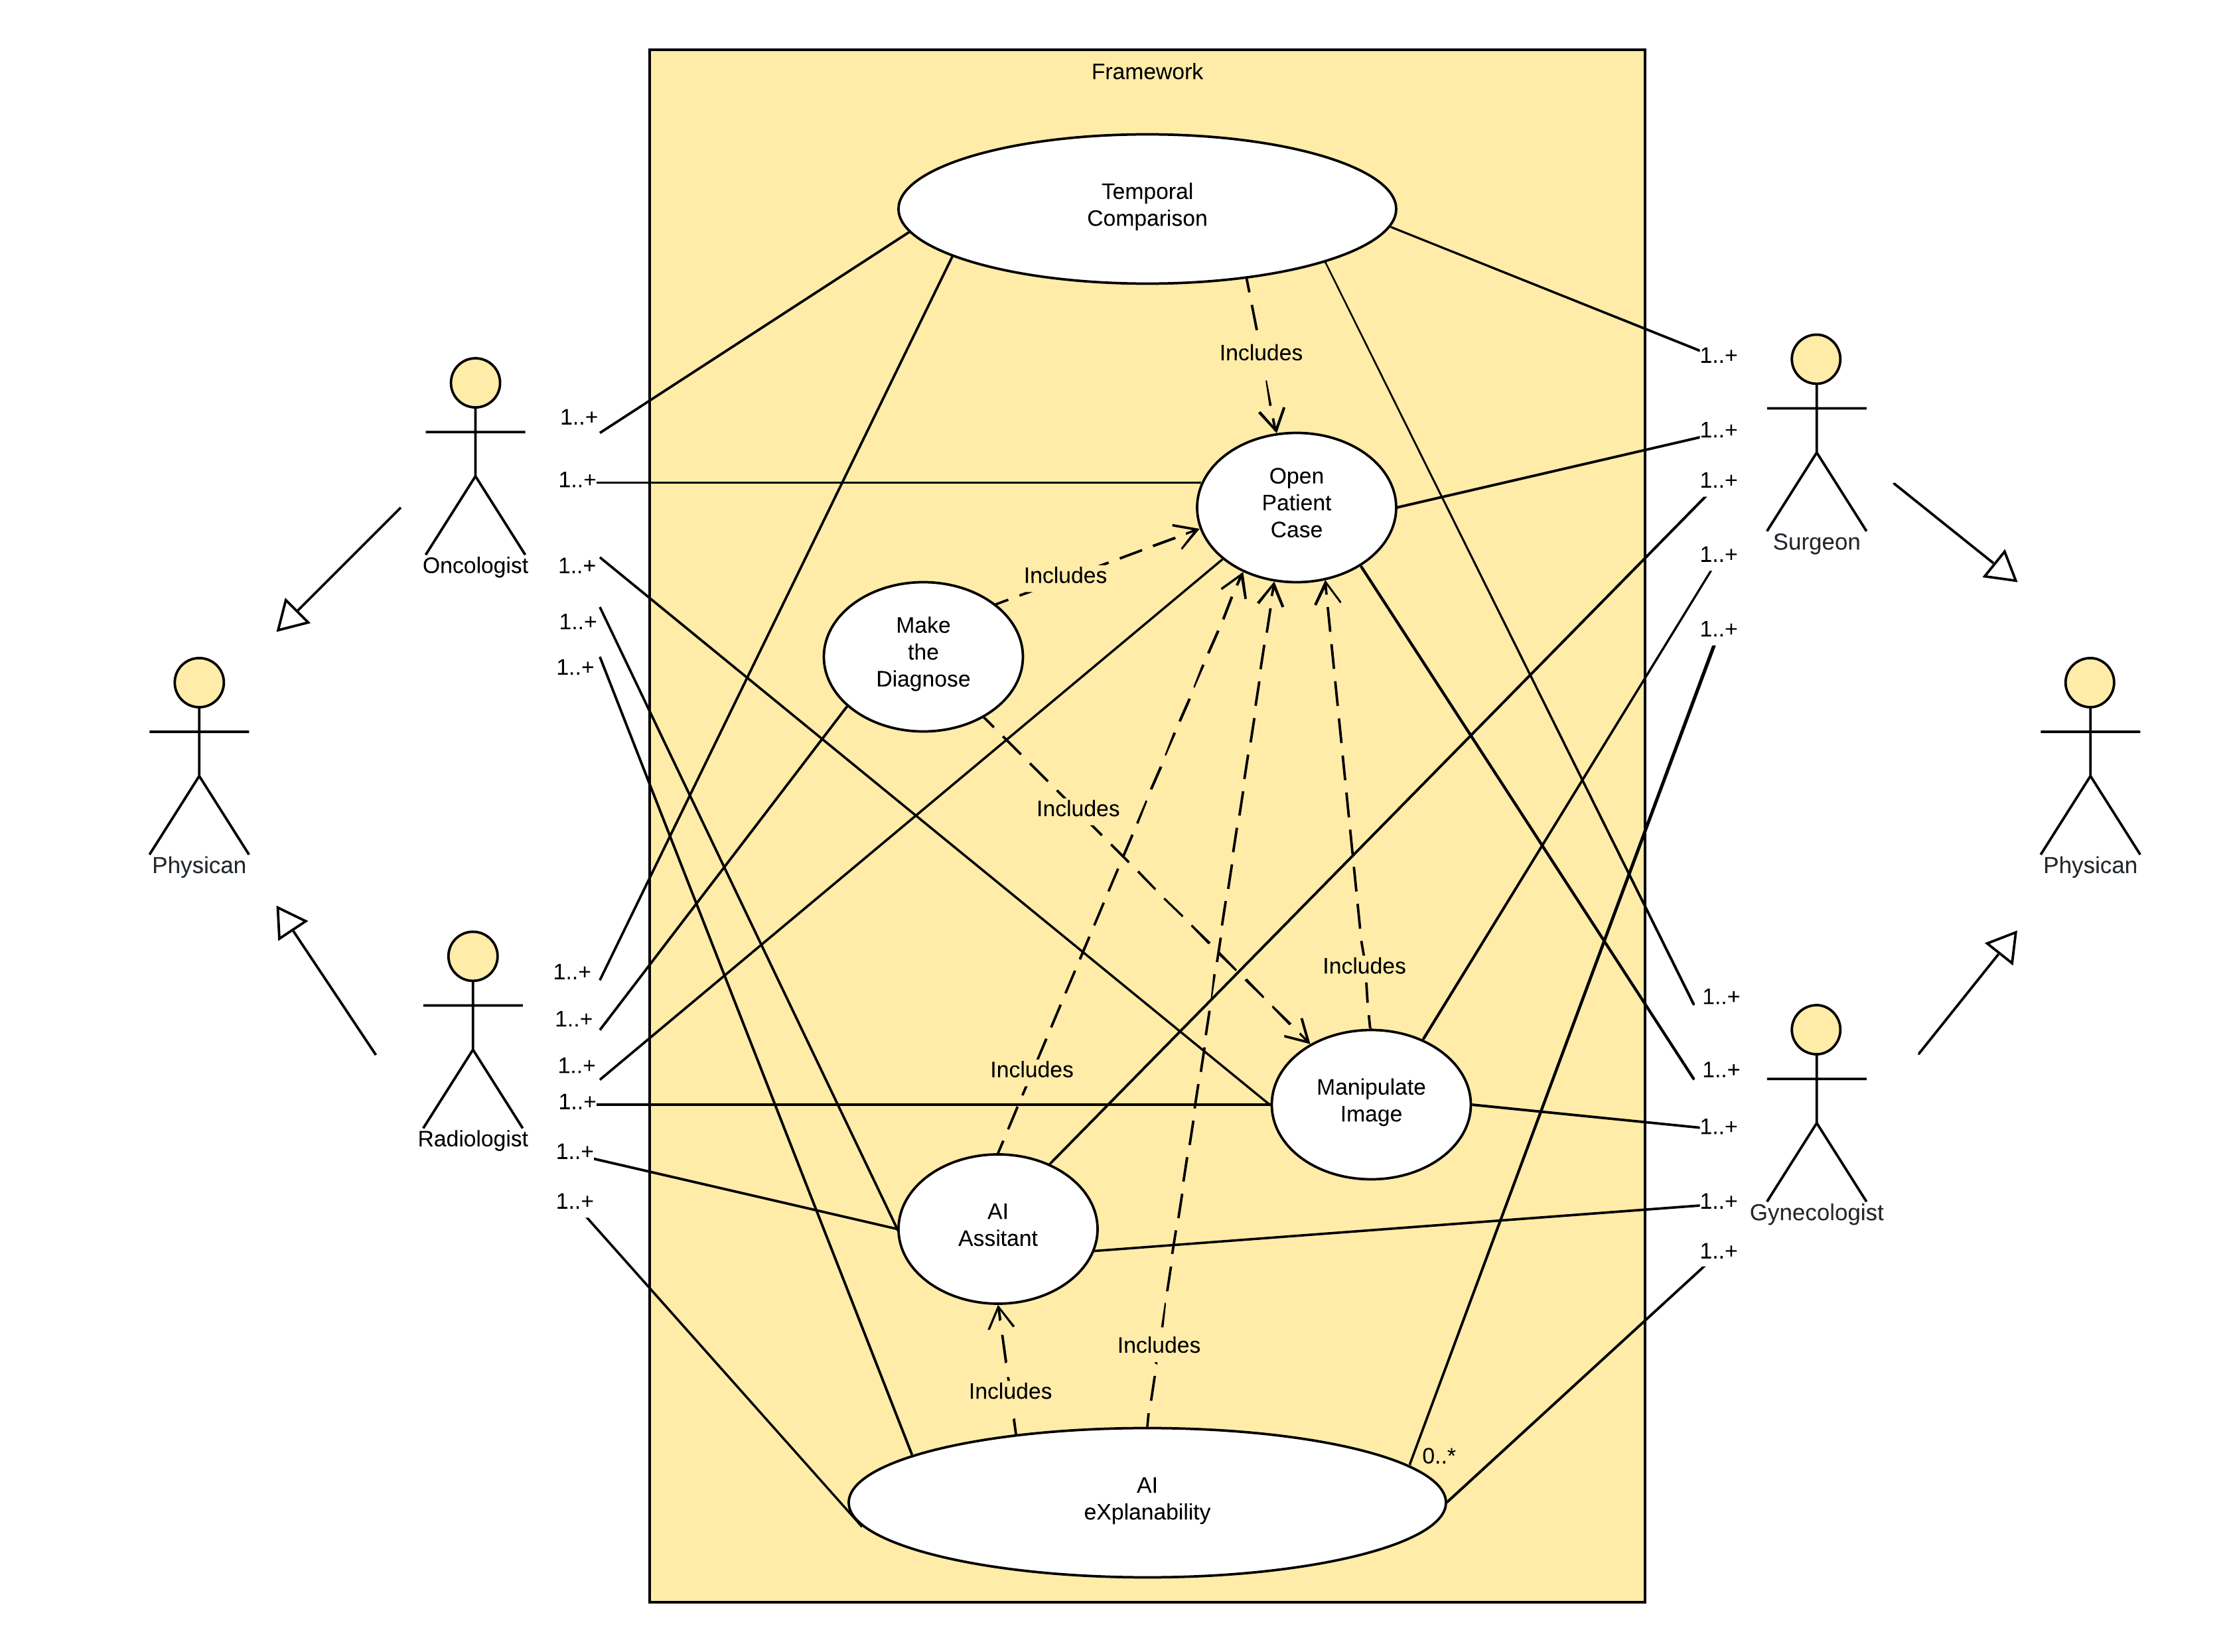 Framework
Temporal
Comparison
Includes
1..+
1..+
1..+
Open
Patient
Case
1..+
1..+
1..+
Surgeon
Oncologist
1..+
1..+
Includes
1..+
Make
the
Diagnose
1..+
1..+
Includes
Physican
Physican
1..+
Includes
1..+
1..+
1..+
Includes
1..+
1..+
Manipulate
Image
1..+
Radiologist
1..+
1..+
1..+
Gynecologist
AI
Assitant
1..+
Includes
Includes
0..*
AI
eXplanability